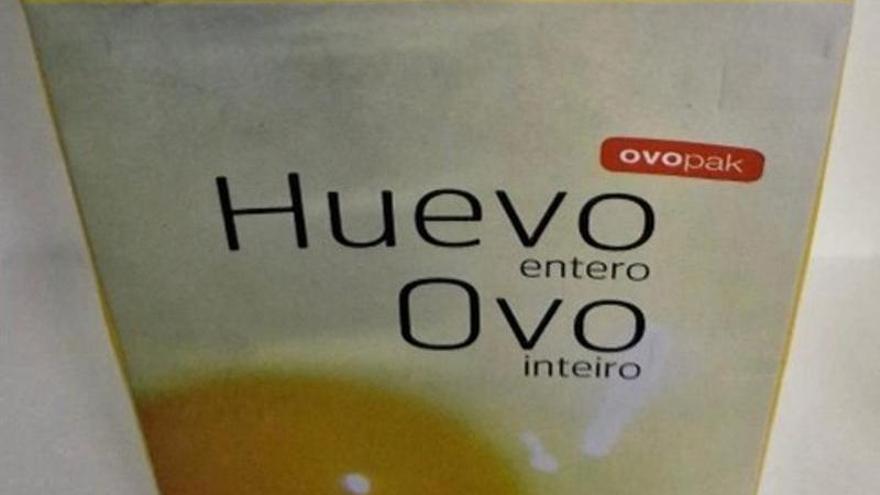 ovopak
Huevo
entero
Ovo
inteiro